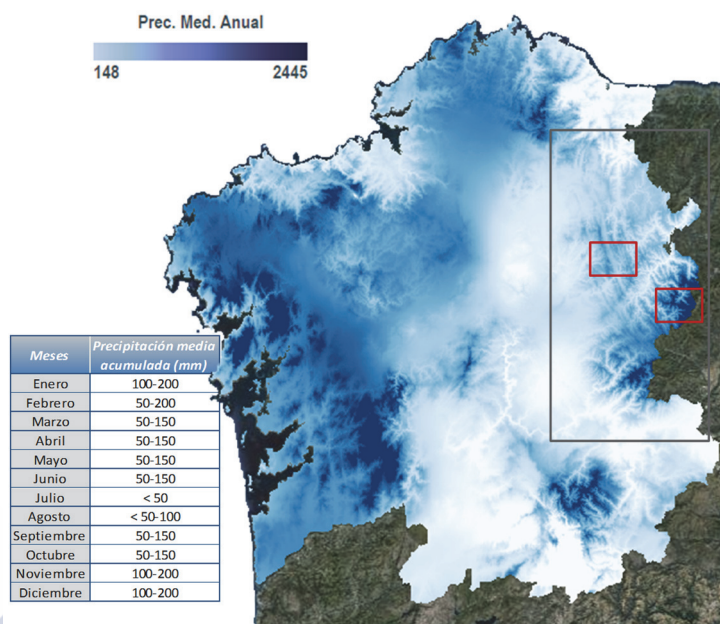 Prec. Med. Anual
148 2445
Meses Precipitación media
acumulada (mm)
Enero 100-200
Febrero 50-200
Marzo 50-150
Abril 50-150
Mayo 50-150
Junio 50-150
Julio < 50
Agosto < 50-100
Septiembre 50-150
Octubre 50-150
Noviembre 100-200
Diciembre 100-200